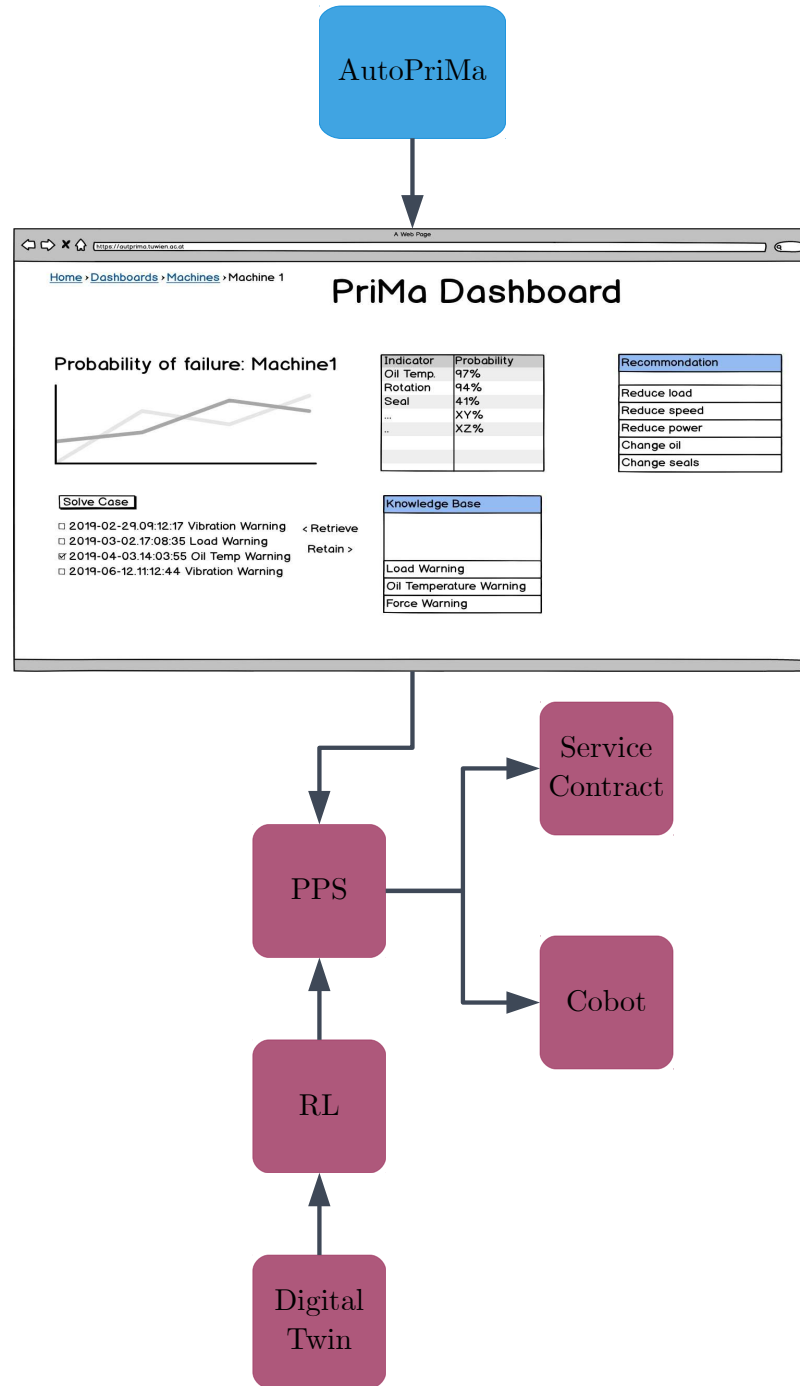 AutoPriMa
A Web Page
https://autprima.tuwien.ac.at
Home › Dashboards › Machines › Machine 1
PriMa Dashboard
Probability of failure: Machine1
Indicator Probability
Oil Temp. 97%
Rotation 94%
Seal 41%
... XY%
.. XZ%
Recommondation
Reduce load
Reduce speed
Reduce power
Change oil
Change seals
Solve Case
2019-02-29.09:12:17 Vibration Warning
2019-03-02.17:08:35 Load Warning
2019-04-03.14:03:55 Oil Temp Warning
2019-06-12.11:12:44 Vibration Warning
< Retrieve
Retain >
Knowledge Base
Load Warning
Oil Temperature Warning
Force Warning
Service
Contract
PPS
Cobot
RL
Digital
Twin